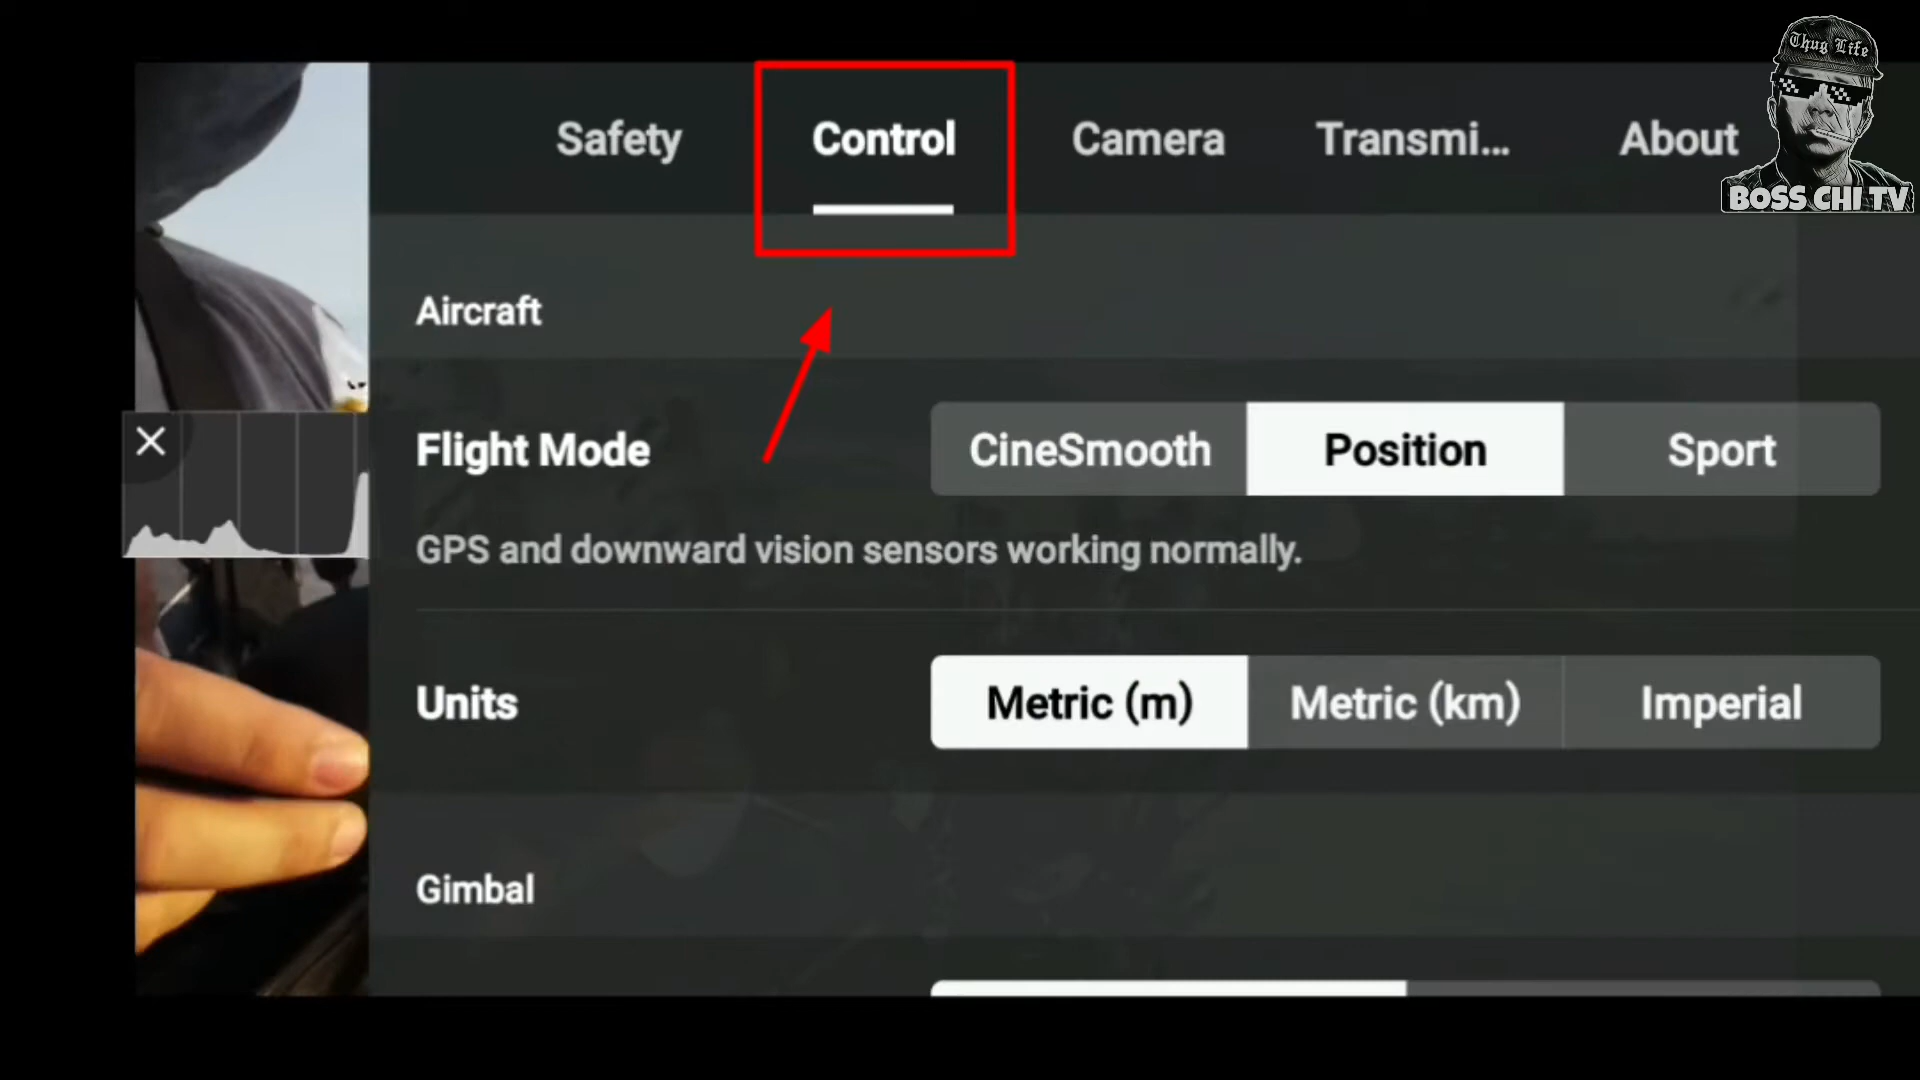 Thug Life
BOSS CHI TV
Safety
Control
Camera
Transmi...
About
Aircraft
Flight Mode
CineSmooth
Position
Sport
GPS and downward vision sensors working normally.
Units
Metric (m)
Metric (km)
Imperial
Gimbal